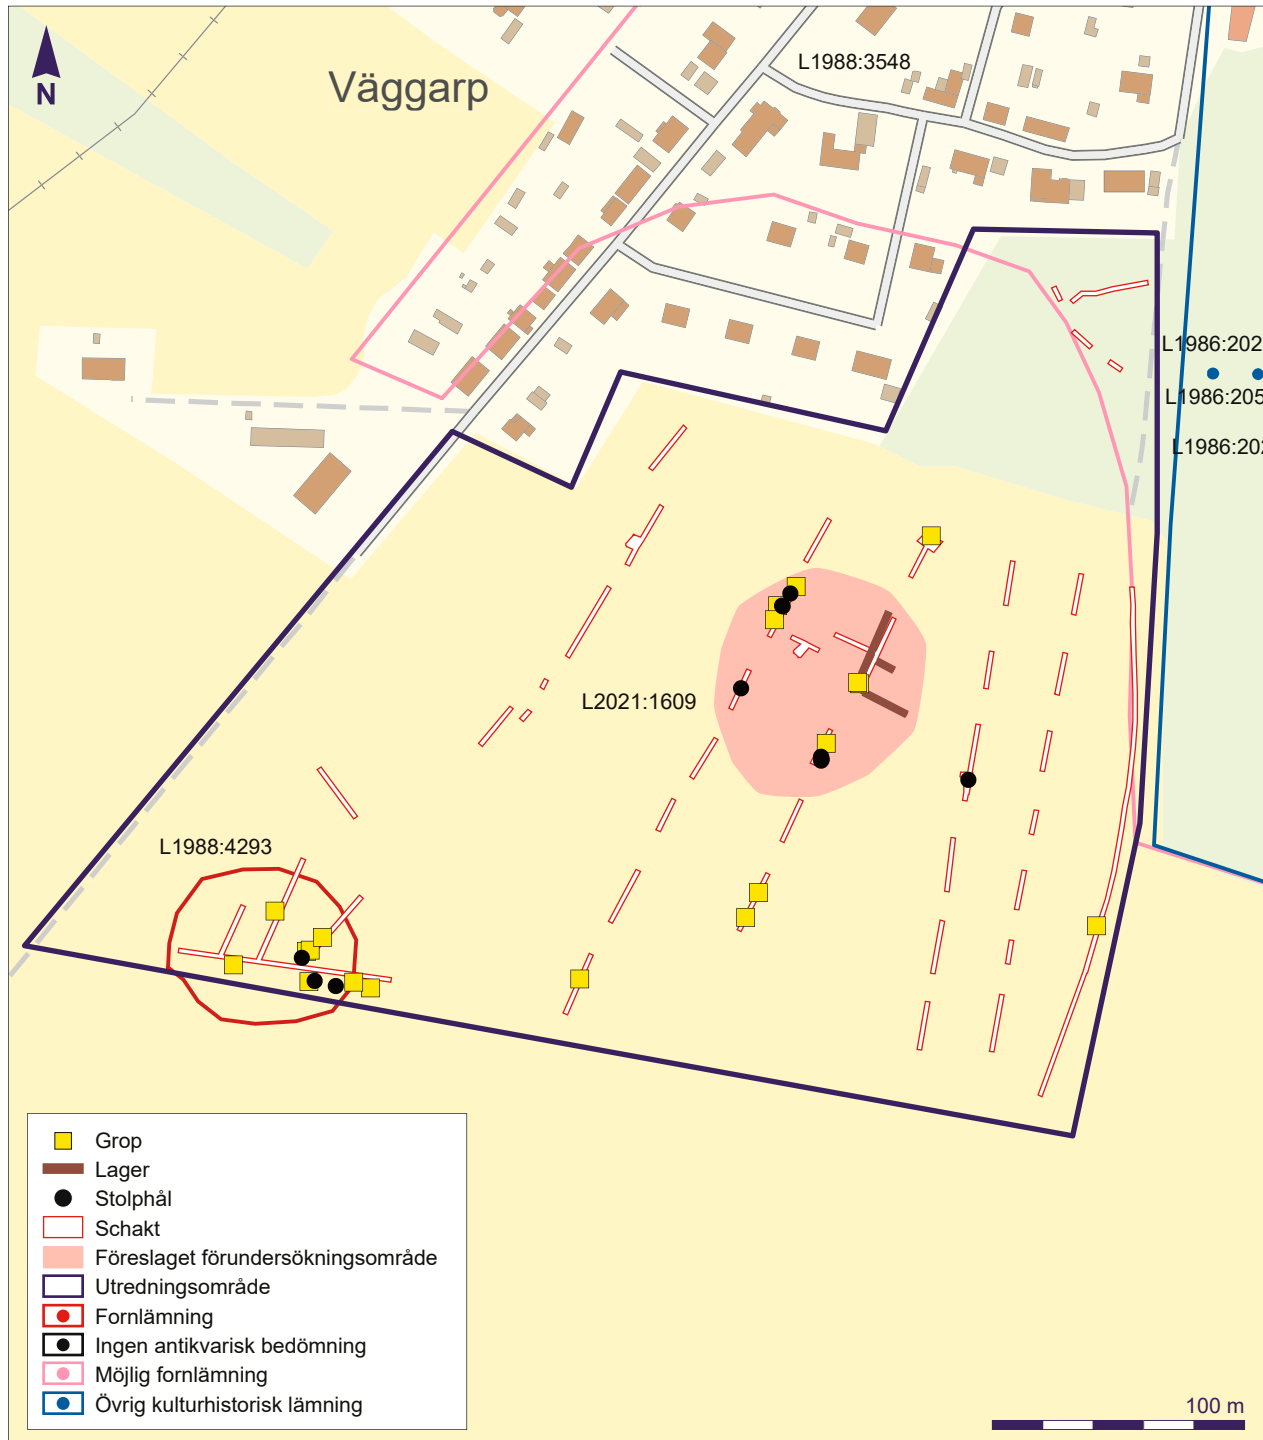 N
Väggarp
L1988:3548
L1986:202
L1986:205
L1986:202
L2021:1609
L1988:4293
Grop
Lager
Stolphål
Schakt
Föreslaget förundersökningsområde
Utredningsområde
Fornlämning
Ingen antikvarisk bedömning
Möjlig fornlämning
Övrig kulturhistorisk lämning
100 m